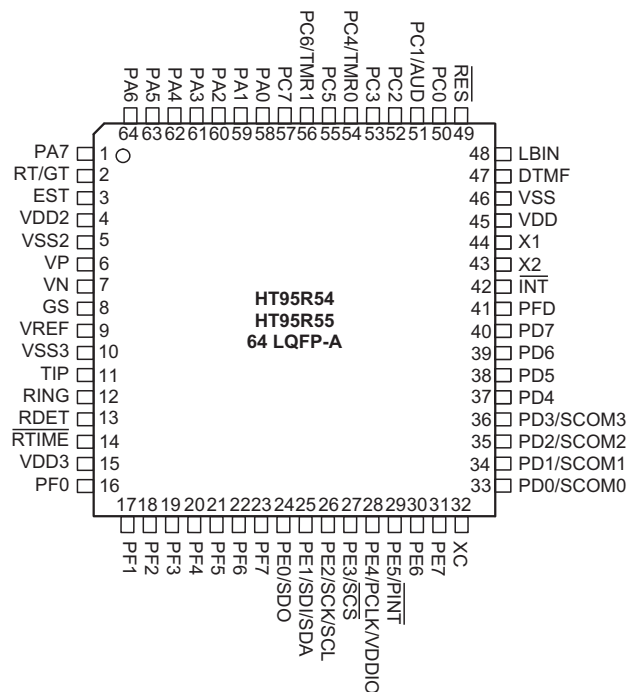 PA6
PA5
PA4
PA3
PA2
PA1
PA0
PC7
PC6/TMR1
PC5
PC4/TMR0
PC3
PC2
PC1/AUD
PC0
RES
64 63 62 61 60 59 58 57 56 55 54 53 52 51 50 49
PA7 1
RT/GT 2
EST 3
VDD2 4
VSS2 5
VP 6
VN 7
GS 8
VREF 9
VSS3 10
TIP 11
RING 12
RDET 13
RTIME 14
VDD3 15
PF0 16
HT95R54
HT95R55
64 LQFP-A
48 LBIN
47 DTMF
46 VSS
45 VDD
44 X1
43 X2
42 INT
41 PFD
40 PD7
39 PD6
38 PD5
37 PD4
36 PD3/SCOM3
35 PD2/SCOM2
34 PD1/SCOM1
33 PD0/SCOM0
17 18 19 20 21 22 23 24 25 26 27 28 29 30 31 32
PF1
PF2
PF3
PF4
PF5
PF6
PF7
PE0/SDO
PE1/SDI/SDA
PE2/SCK/SCL
PE3/SCS
PE4/PCLK/VDDIO
PE5/PINT
PE6
PE7
XC